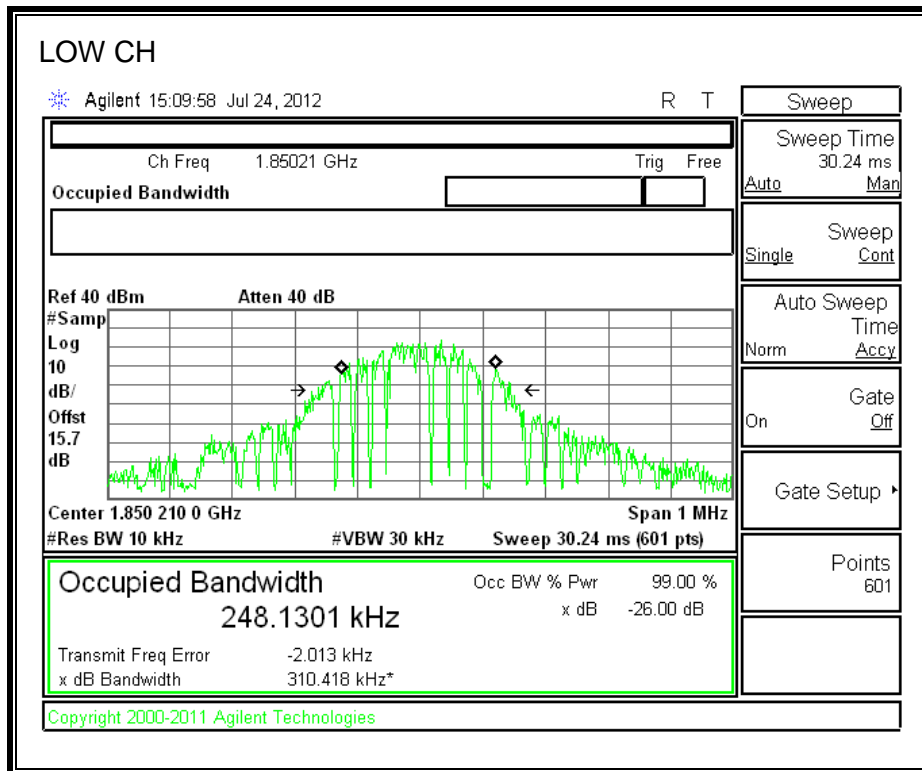 LOW CH
Agilent 15:09:58 Jul 24, 2012 R T
Ch Freq 1.85021 GHz Trig Free
Occupied Bandwidth
Ref 40 dBm Atten 40 dB
#Samp
Log
10
dB/
Offst
15.7
dB
Center 1.850 210 0 GHz Span 1 MHz
#Res BW 10 kHz #VBW 30 kHz Sweep 30.24 ms (601 pts)
Occupied Bandwidth Occ BW % Pwr 99.00 %
248.1301 kHz x dB -26.00 dB
Transmit Freq Error -2.013 kHz
x dB Bandwidth 310.418 kHz*
Copyright 2000-2011 Agilent Technologies
Sweep
Sweep Time
30.24 ms
Auto Man
Sweep
Single Cont
Auto Sweep
Time
Norm Accy
Gate
On Off
Gate Setup
Points
601